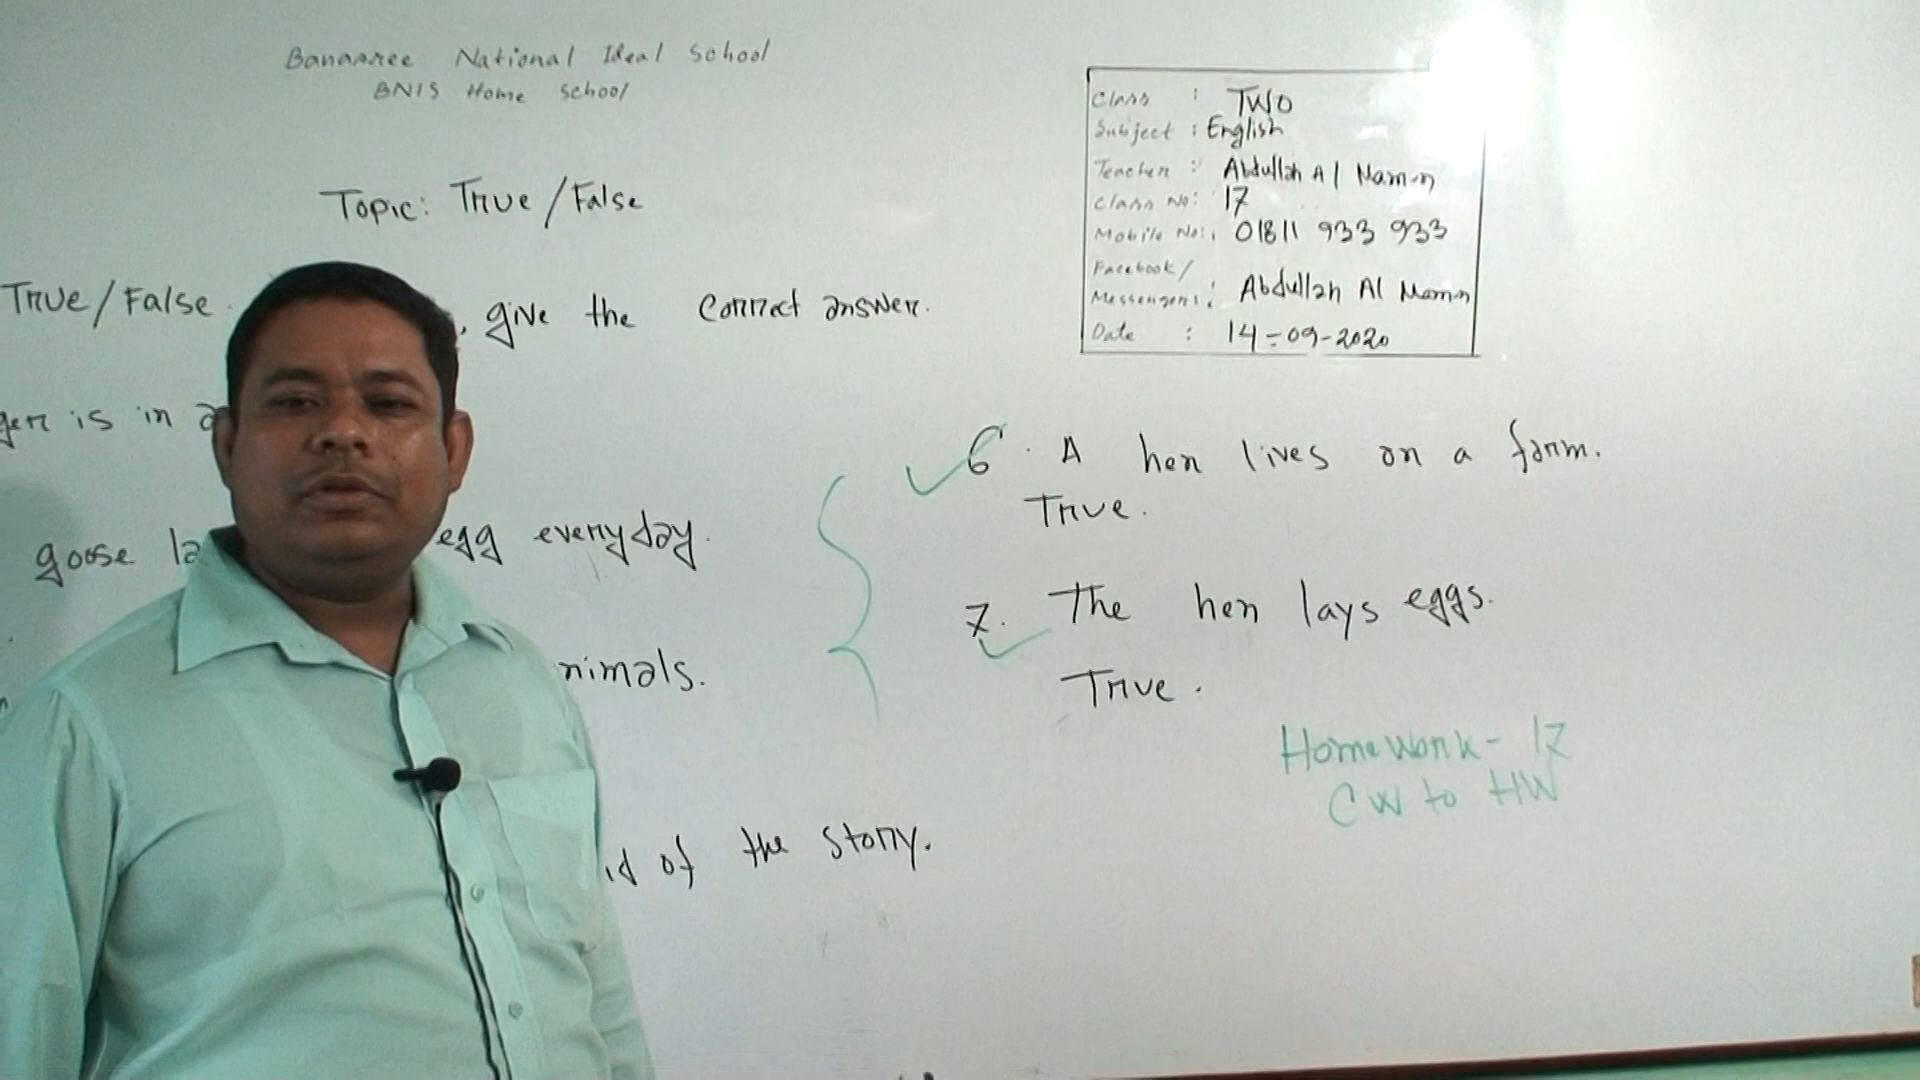 Banasree National Ideal School
BNIS Home School
Topic: True/False
True/False. , give the correct answer.
is in a
goose la egg everyday.
nimals.
of the story.
Class : Two
Subject : English
Teacher : Abdullah Al Mamun
Class No: 17
Mobile No: 01811 933 933
Facebook/
Messenger: Abdullah Al Mamun
Date : 14-09-2020
6. A hen lives on a farm.
True.
7. The hen lays eggs.
True.
Homework- 17
CW to HW